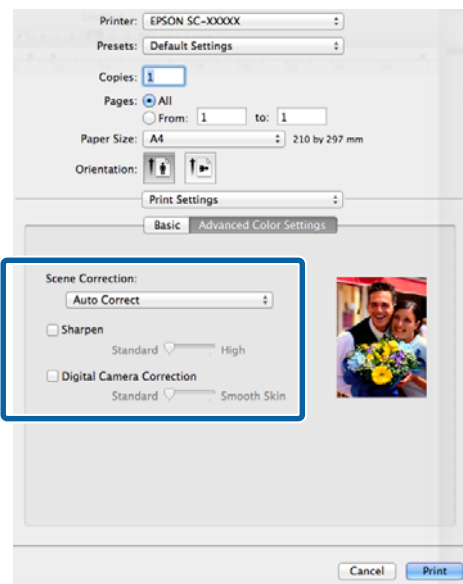 Printer: EPSON SC-XXXXX
Presets: Default Settings
Copies: 1
Pages: All
From: 1 to: 1
Paper Size: A4 210 by 297 mm
Orientation:
Print Settings
Basic Advanced Color Settings
Scene Correction:
Auto Correct
Sharpen
Standard High
Digital Camera Correction
Standard Smooth Skin
Cancel Print